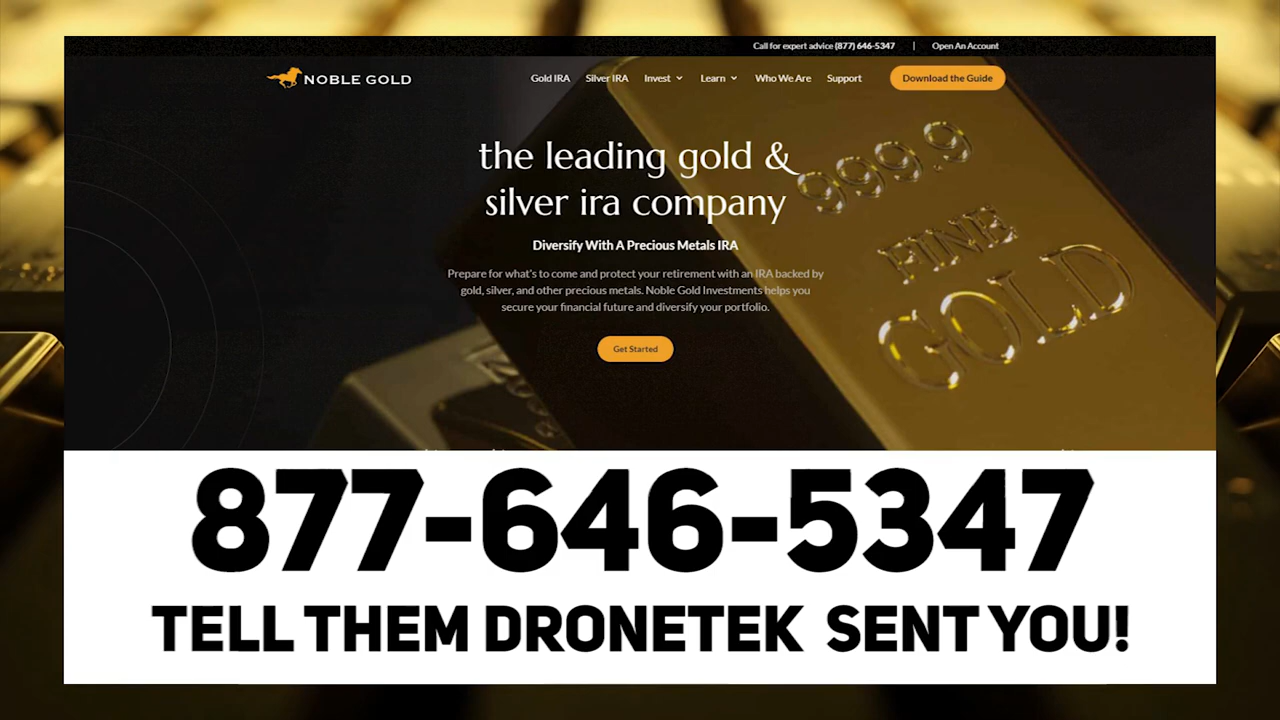 Call for expert advice (877) 646-5347 | Open An Account
NOBLE GOLD
Gold IRA Silver IRA Invest Learn Who We Are Support Download the Guide
999.9
FINE
GOLD
the leading gold &
silver ira company
Diversify With A Precious Metals IRA
Prepare for what's to come and protect your retirement with an IRA backed by
gold, silver, and other precious metals. Noble Gold Investments helps you
secure your financial future and diversify your portfolio.
Get Started
877-646-5347
TELL THEM DRONETEK SENT YOU!